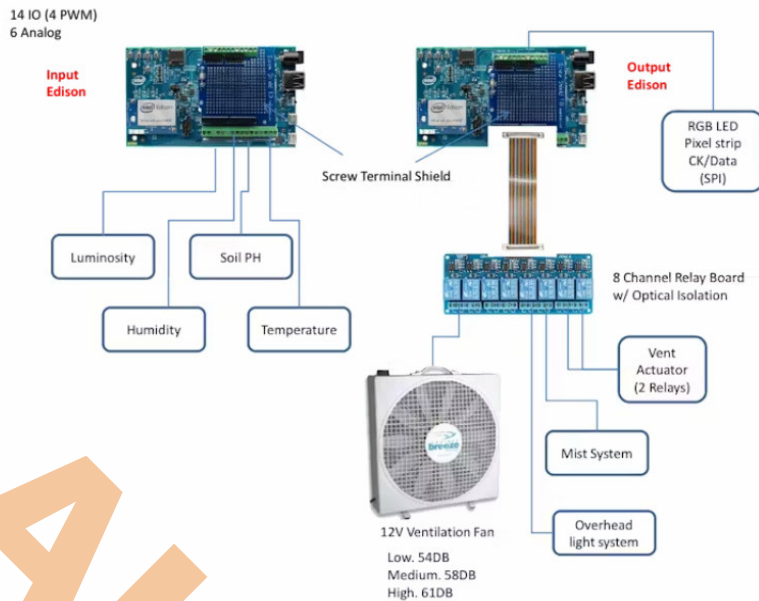 14 IO (4 PWM)
6 Analog
Input
Edison
Output
Edison
RGB LED
Pixel strip
CK/Data
(SPI)
Screw Terminal Shield
Luminosity
Soil PH
Humidity
Temperature
8 Channel Relay Board
w/ Optical Isolation
Vent
Actuator
(2 Relays)
Mist System
breeze
12V Ventilation Fan
Overhead
light system
Low. 54DB
Medium. 58DB
High. 61DB